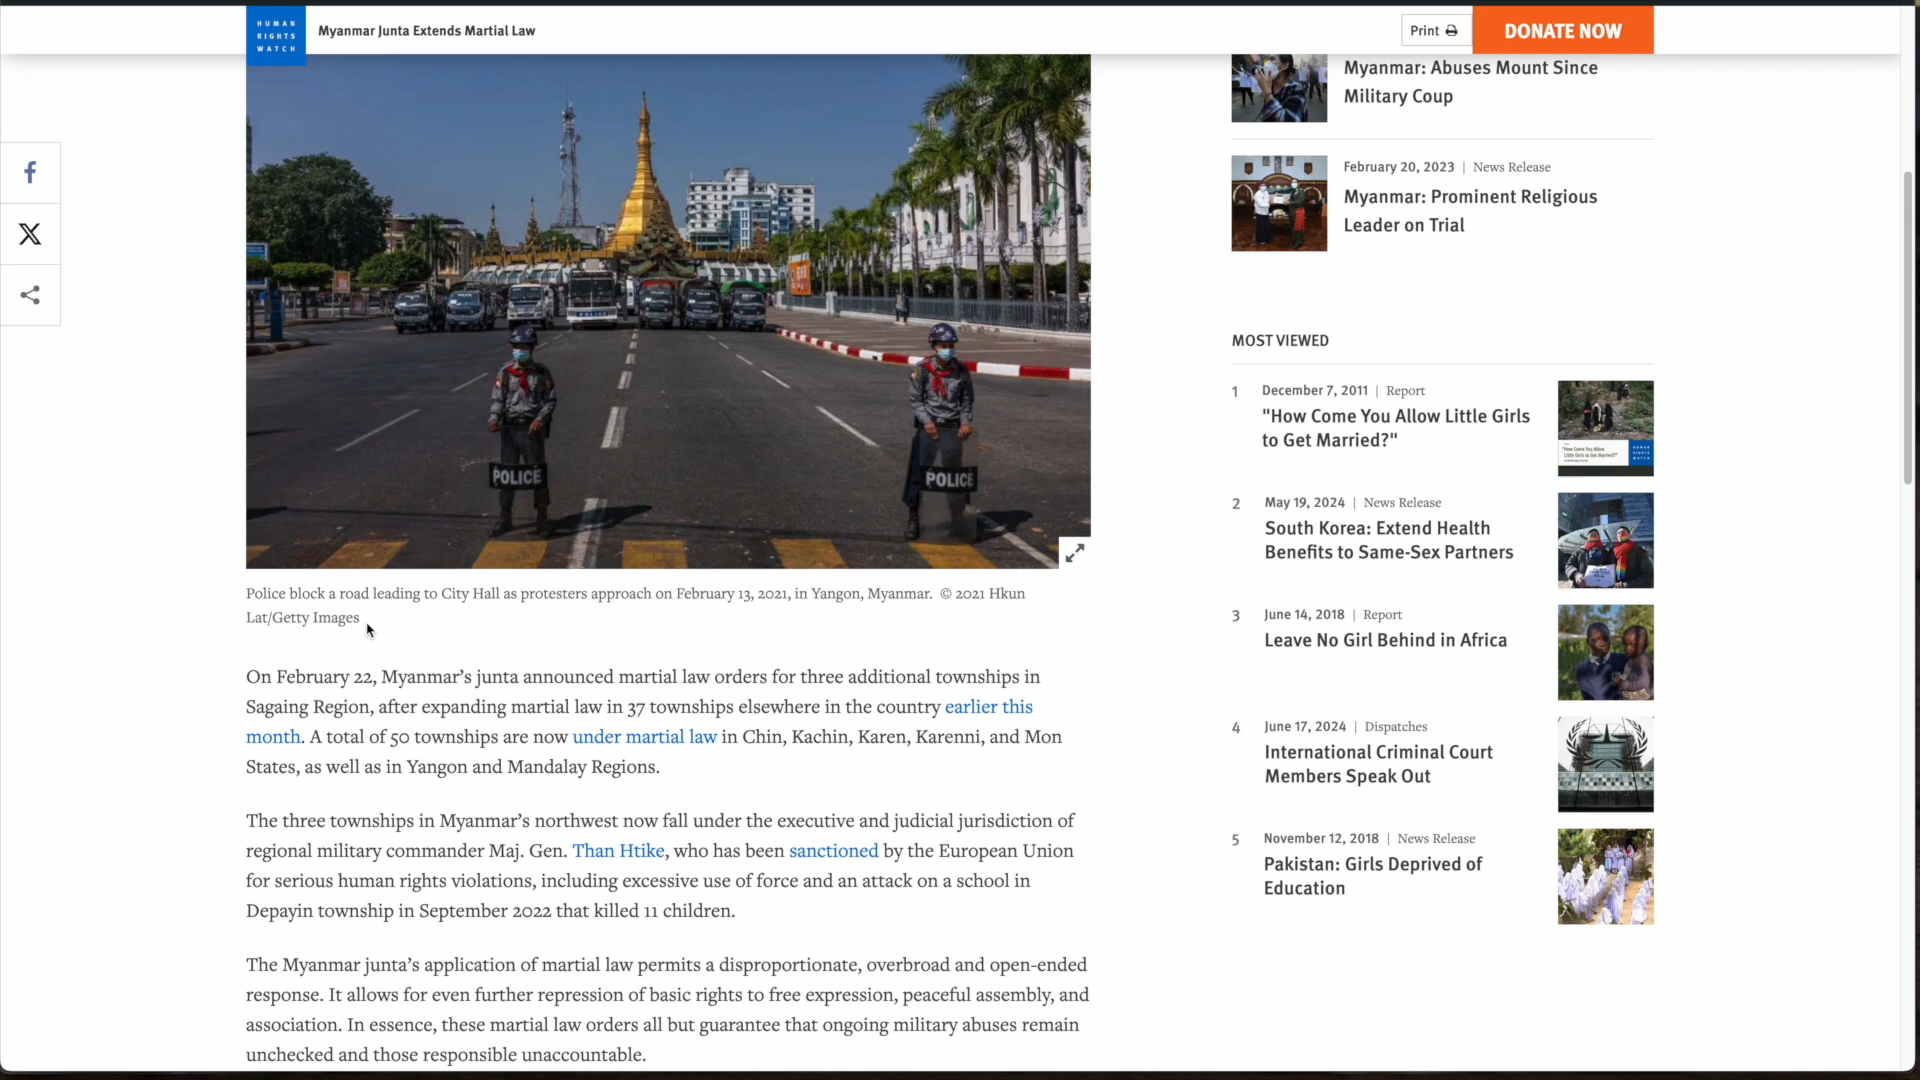 HUMAN
RIGHTS
WATCH
Myanmar Junta Extends Martial Law
Print
DONATE NOW
POLICE
POLICE
POLICE
Police block a road leading to City Hall as protesters approach on February 13, 2021, in Yangon, Myanmar.  © 2021 Hkun
Lat/Getty Images
On February 22, Myanmar’s junta announced martial law orders for three additional townships in
Sagaing Region, after expanding martial law in 37 townships elsewhere in the country earlier this
month. A total of 50 townships are now under martial law in Chin, Kachin, Karen, Karenni, and Mon
States, as well as in Yangon and Mandalay Regions.
The three townships in Myanmar’s northwest now fall under the executive and judicial jurisdiction of
regional military commander Maj. Gen. Than Htike, who has been sanctioned by the European Union
for serious human rights violations, including excessive use of force and an attack on a school in
Depayin township in September 2022 that killed 11 children.
The Myanmar junta’s application of martial law permits a disproportionate, overbroad and open-ended
response. It allows for even further repression of basic rights to free expression, peaceful assembly, and
association. In essence, these martial law orders all but guarantee that ongoing military abuses remain
unchecked and those responsible unaccountable.
Myanmar: Abuses Mount Since
Military Coup
February 20, 2023 | News Release
Myanmar: Prominent Religious
Leader on Trial
MOST VIEWED
1 December 7, 2011 | Report
"How Come You Allow Little Girls
to Get Married?"
"How Come You Allow
Little Girls to Get Married?"
HUMAN
RIGHTS
WATCH
2 May 19, 2024 | News Release
South Korea: Extend Health
Benefits to Same-Sex Partners
3 June 14, 2018 | Report
Leave No Girl Behind in Africa
4 June 17, 2024 | Dispatches
International Criminal Court
Members Speak Out
5 November 12, 2018 | News Release
Pakistan: Girls Deprived of
Education